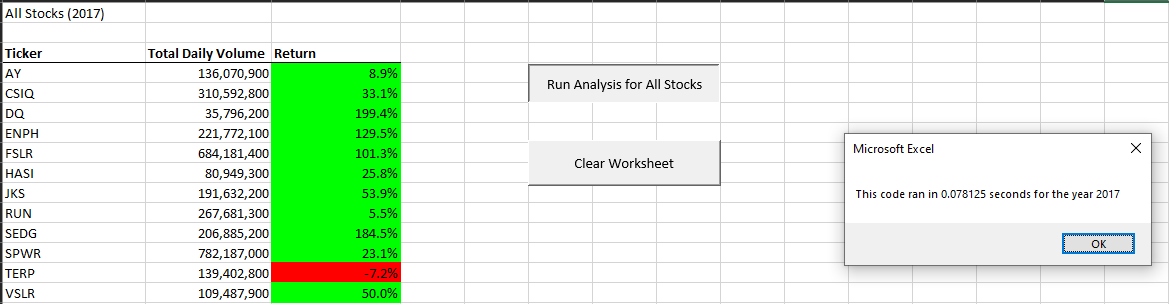 All Stocks (2017)
Ticker Total Daily Volume Return
AY 136,070,900 8.9%
CSIQ 310,592,800 33.1%
DQ 35,796,200 199.4%
ENPH 221,772,100 129.5%
FSLR 684,181,400 101.3%
HASI 80,949,300 25.8%
JKS 191,632,200 53.9%
RUN 267,681,300 5.5%
SEDG 206,885,200 184.5%
SPWR 782,187,000 23.1%
TERP 139,402,800 -7.2%
VSLR 109,487,900 50.0%
Run Analysis for All Stocks
Clear Worksheet
Microsoft Excel
This code ran in 0.078125 seconds for the year 2017
OK